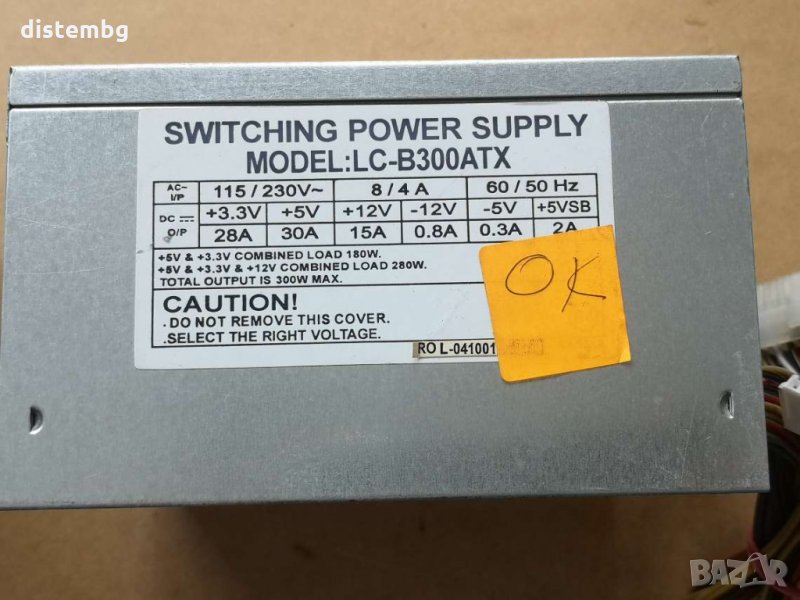 distembg
SWITCHING POWER SUPPLY
MODEL:LC-B300ATX
AC~ I/P 115 / 230V~ 8 / 4 A 60 / 50 Hz
DC O/P +3.3V +5V +12V -12V -5V +5VSB
28A 30A 15A 0.8A 0.3A 2A
+5V & +3.3V COMBINED LOAD 180W.
+5V & +3.3V & +12V COMBINED LOAD 280W.
TOTAL OUTPUT IS 300W MAX.
OK
CAUTION!
.DO NOT REMOVE THIS COVER.
.SELECT THE RIGHT VOLTAGE.
RO L-041001
BAZAR